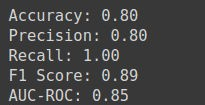 Accuracy: 0.80
Precision: 0.80
Recall: 1.00
F1 Score: 0.89
AUC-ROC: 0.85